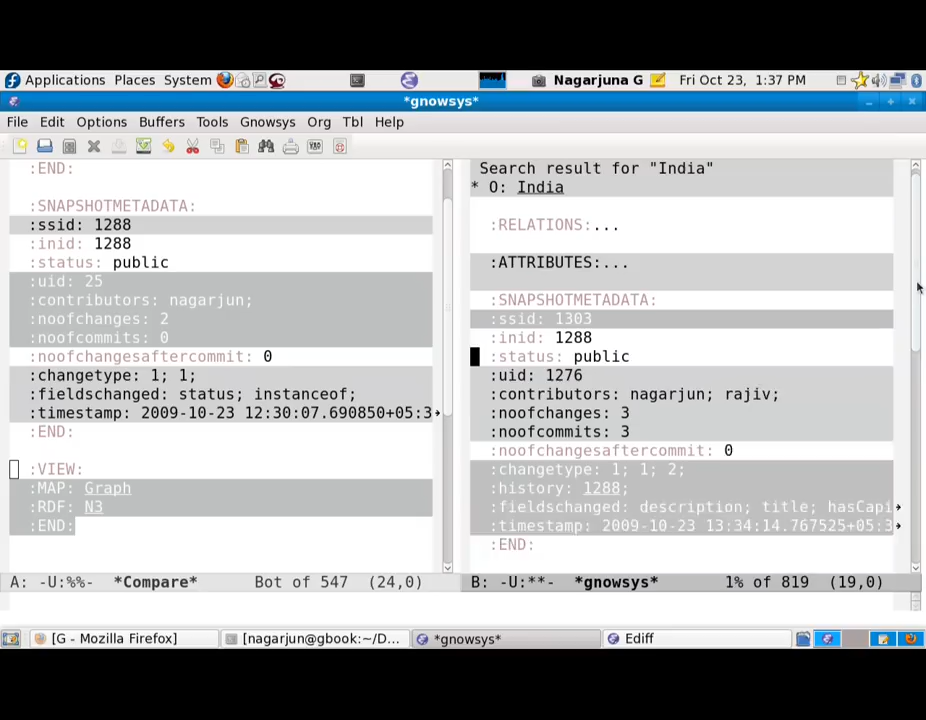 Applications Places System Nagarjuna G Fri Oct 23, 1:37 PM
*gnowsys*
File Edit Options Buffers Tools Gnowsys Org Tbl Help
:END:
:SNAPSHOTMETADATA:
:ssid: 1288
:inid: 1288
:status: public
:uid: 25
:contributors: nagarjun;
:noofchanges: 2
:noofcommits: 0
:noofchangesaftercommit: 0
:changetype: 1; 1;
:fieldschanged: status; instanceof;
:timestamp: 2009-10-23 12:30:07.690850+05:3
:END:
:VIEW:
:MAP: Graph
:RDF: N3
:END:
A: -U:%%- *Compare* Bot of 547 (24,0)
Search result for "India"
* O: India
:RELATIONS:...
:ATTRIBUTES:...
:SNAPSHOTMETADATA:
:ssid: 1303
:inid: 1288
:status: public
:uid: 1276
:contributors: nagarjun; rajiv;
:noofchanges: 3
:noofcommits: 3
:noofchangesaftercommit: 0
:changetype: 1; 1; 2;
:history: 1288;
:fieldschanged: description; title; hasCapi
:timestamp: 2009-10-23 13:34:14.767525+05:3
:END:
B: -U:**- *gnowsys* 1% of 819 (19,0)
[G - Mozilla Firefox] [nagarjun@gbook:~/D... *gnowsys* Ediff